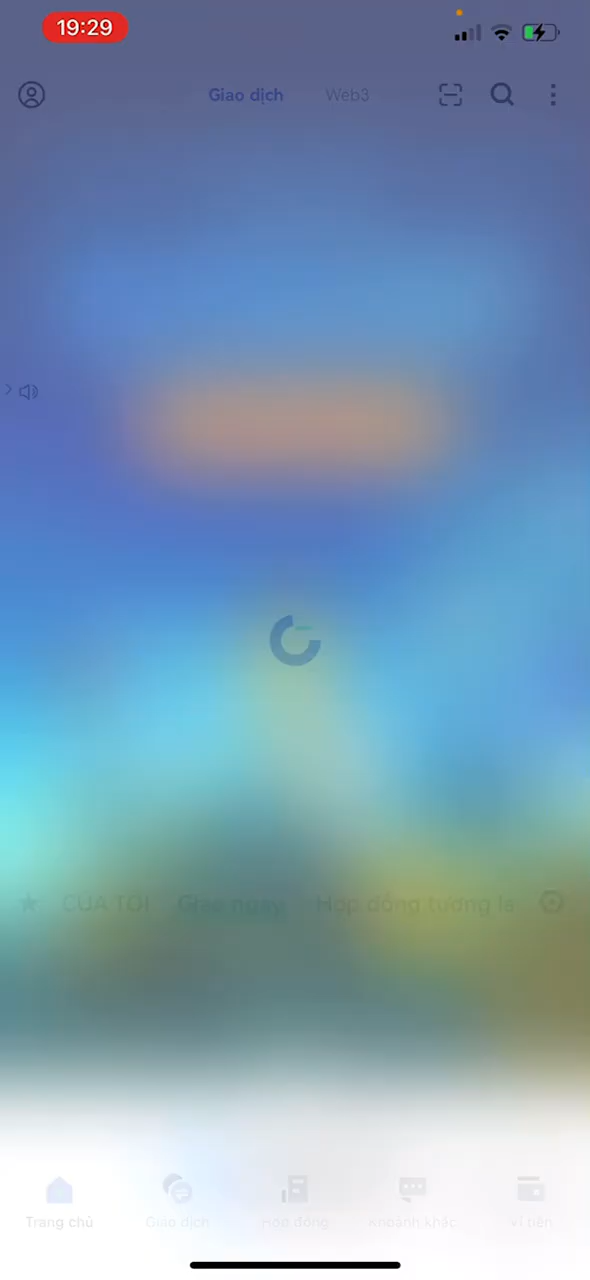 19:29
Giao dịch
Web3
CỦA TÔI
Giao ngay
Hợp đồng tương la
Trang chủ
Giao dịch
Hợp đồng
Khoảnh khắc
Ví tiền